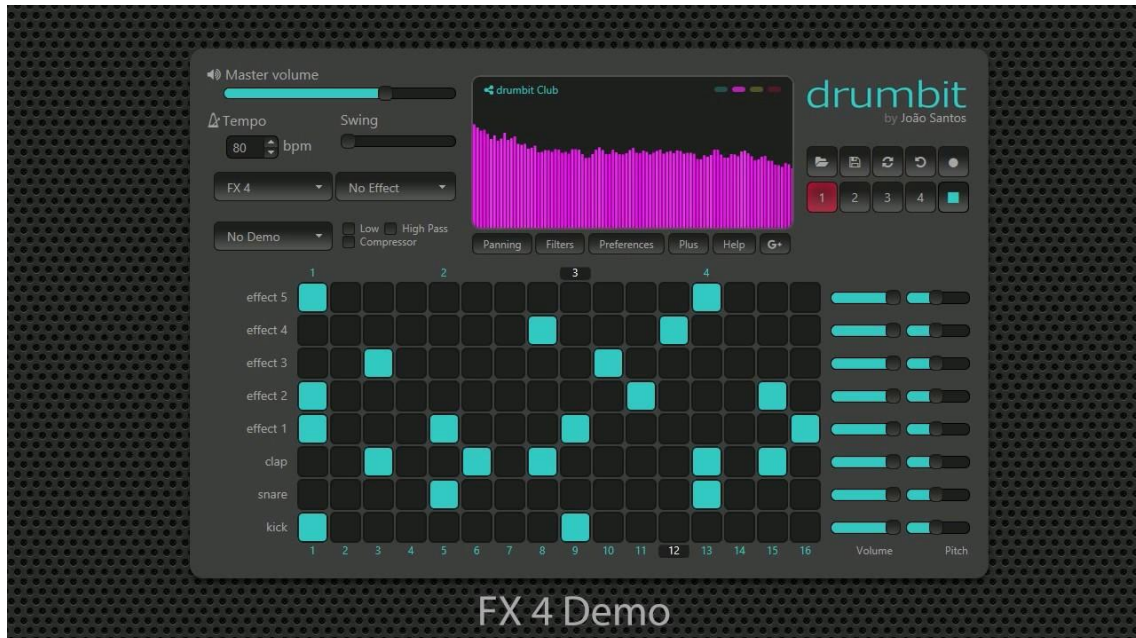 Master volume
drumbit Club
drumbit
by João Santos
Tempo
Swing
80 bpm
FX 4
No Effect
1 2 3 4
No Demo
Low High Pass
Compressor
Panning Filters Preferences Plus Help G+
1 2 3 4
effect 5
effect 4
effect 3
effect 2
effect 1
clap
snare
kick
1 2 3 4 5 6 7 8 9 10 11 12 13 14 15 16 Volume Pitch
FX 4 Demo